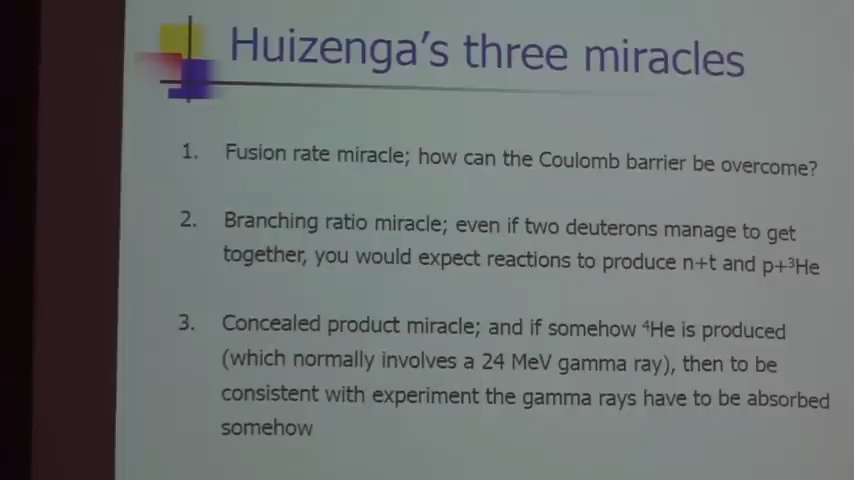 Huizenga's three miracles
1. Fusion rate miracle; how can the Coulomb barrier be overcome?
2. Branching ratio miracle; even if two deuterons manage to get
together, you would expect reactions to produce n+t and p+³He
3. Concealed product miracle; and if somehow ⁴He is produced
(which normally involves a 24 MeV gamma ray), then to be
consistent with experiment the gamma rays have to be absorbed
somehow